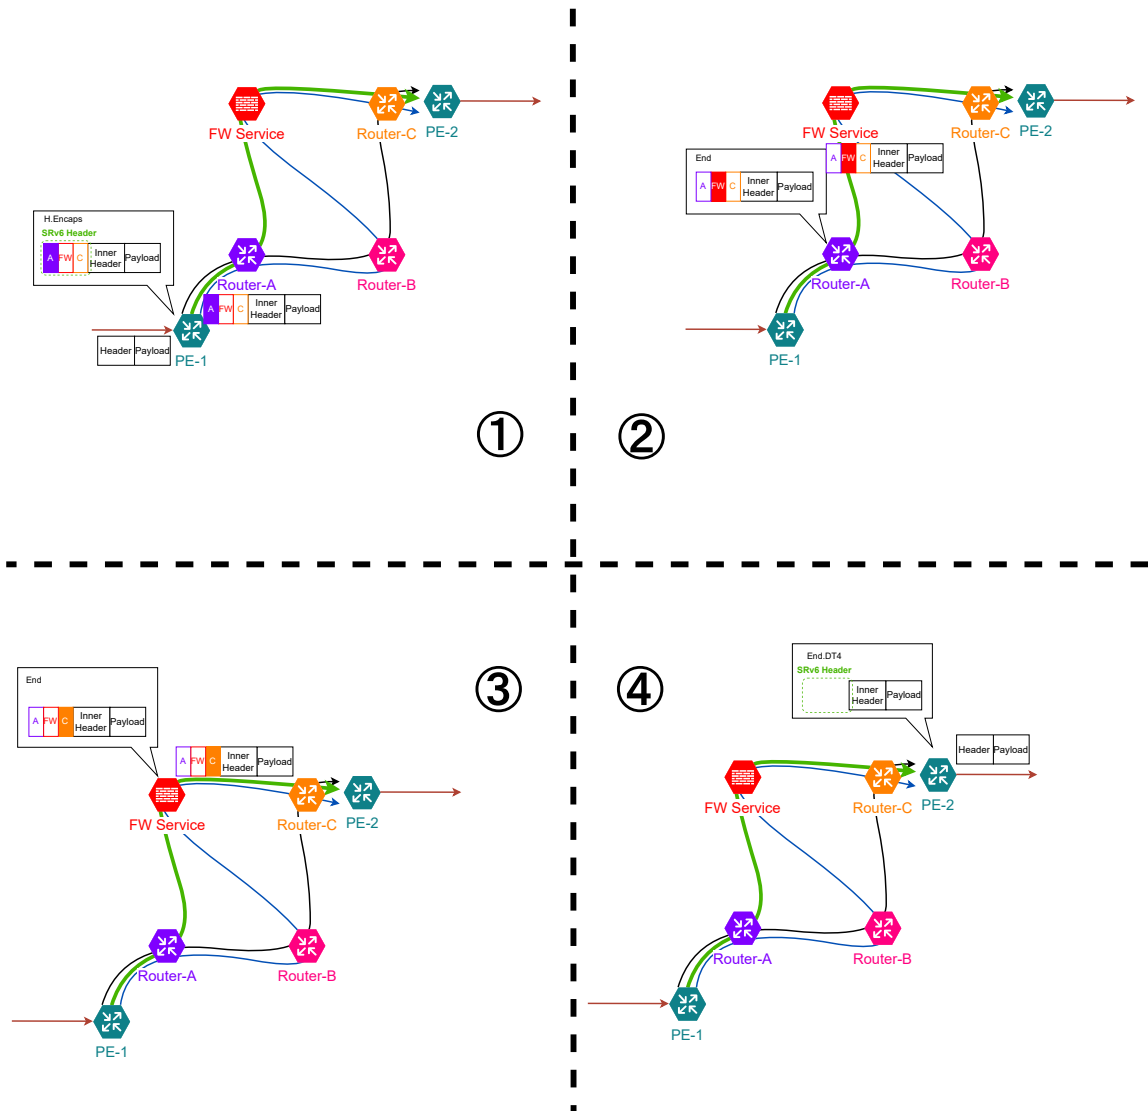 FW Service
Router-C
PE-2
H.Encaps
SRv6 Header
A FW C Inner Header Payload
Router-A
Router-B
A FW C Inner Header Payload
Header Payload
PE-1
①
FW Service
Router-C
PE-2
End
A FW C Inner Header Payload
A FW C Inner Header Payload
Router-A
Router-B
PE-1
②
End
A FW C Inner Header Payload
③
A FW C Inner Header Payload
FW Service
Router-C
PE-2
Router-A
Router-B
PE-1
End.DT4
SRv6 Header
Inner Header Payload
④
Header Payload
FW Service
Router-C
PE-2
Router-A
Router-B
PE-1